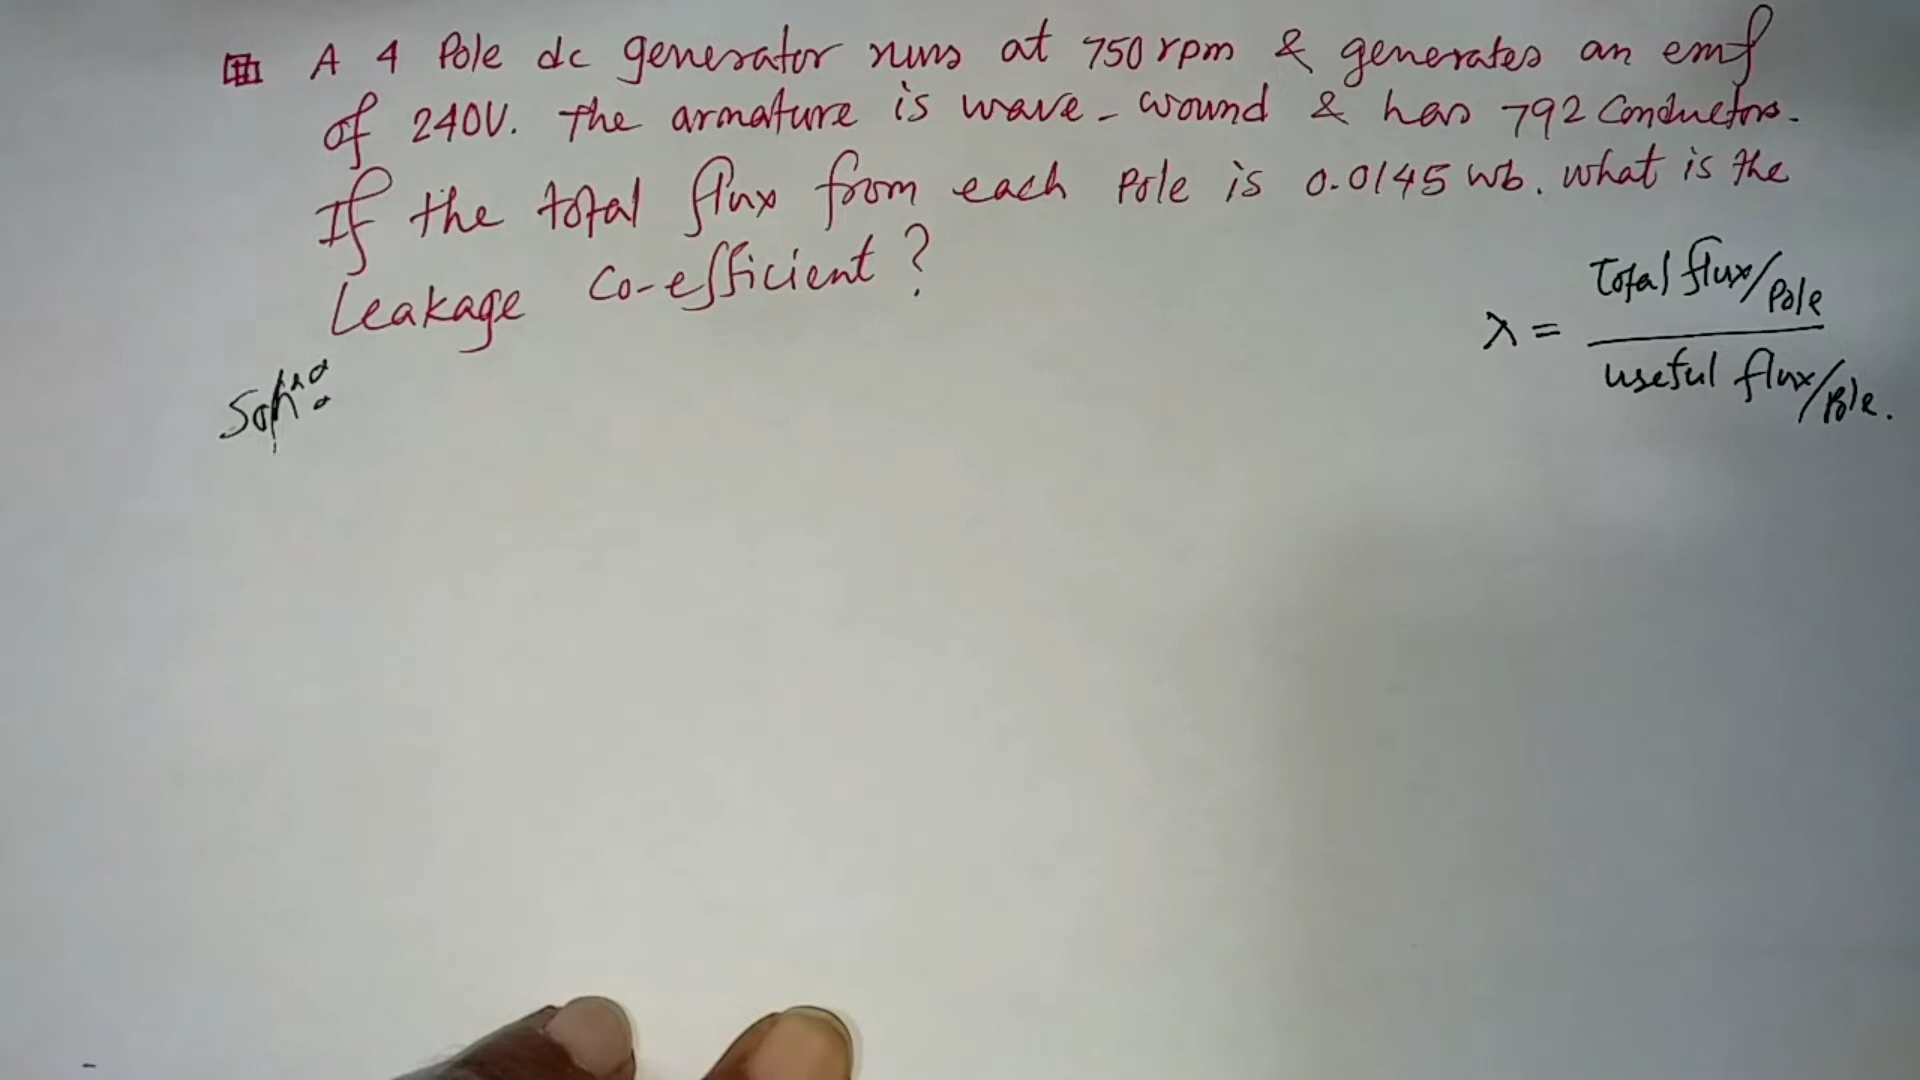 A 4 Pole dc generator runs at 750 rpm & generates an emf
of 240V. The armature is wave-wound & has 792 Conductors.
If the total flux from each pole is 0.0145 wb. what is the
Leakage Co-efficient?
λ = Total flux/Pole
useful flux/Pole.
Soln: